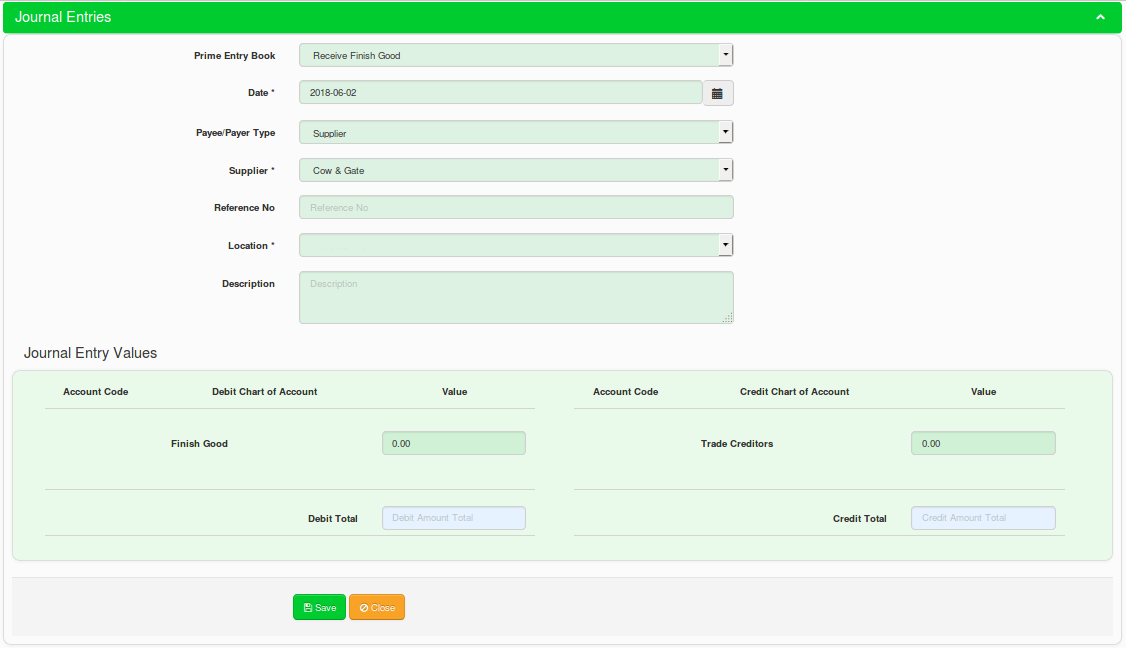 Journal Entries
Prime Entry Book Receive Finish Good
Date * 2018-06-02
Payee/Payer Type Supplier
Supplier * Cow & Gate
Reference No Reference No
Location *
Description Description
Journal Entry Values
Account Code Debit Chart of Account Value Account Code Credit Chart of Account Value
Finish Good 0.00 Trade Creditors 0.00
Debit Total Debit Amount Total Credit Total Credit Amount Total
Save Close